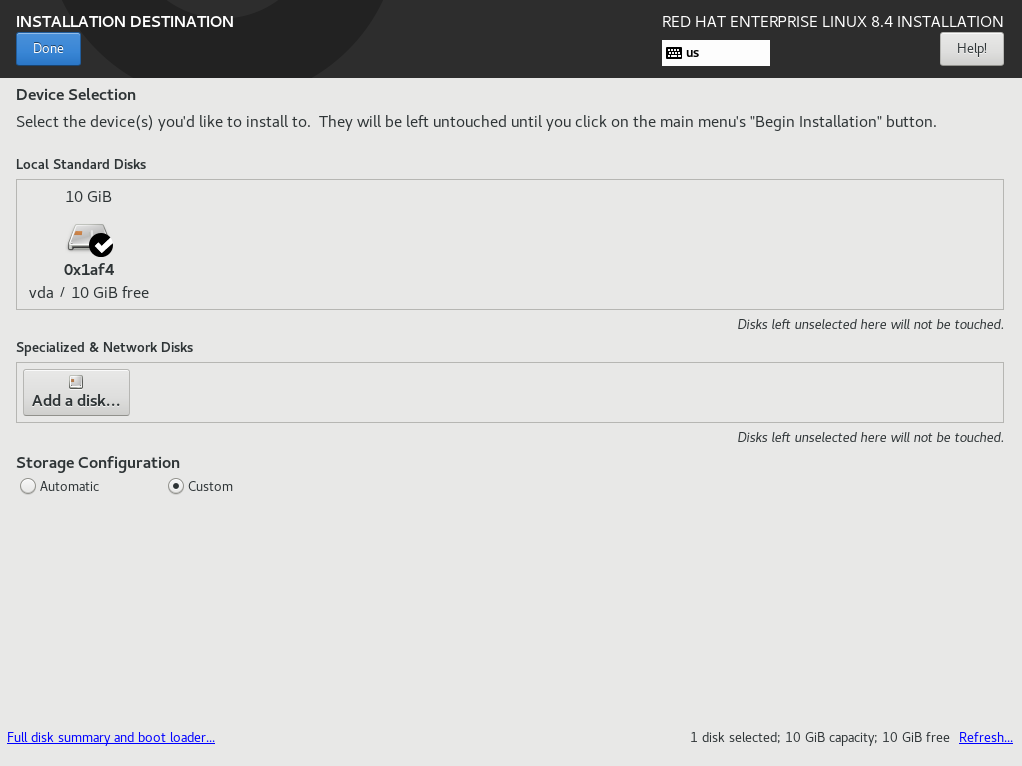 INSTALLATION DESTINATION
RED HAT ENTERPRISE LINUX 8.4 INSTALLATION
Done
us
Help!
Device Selection
Select the device(s) you'd like to install to.  They will be left untouched until you click on the main menu's "Begin Installation" button.
Local Standard Disks
10 GiB
0x1af4
vda / 10 GiB free
Disks left unselected here will not be touched.
Specialized & Network Disks
Add a disk...
Disks left unselected here will not be touched.
Storage Configuration
Automatic
Custom
Full disk summary and boot loader...
1 disk selected; 10 GiB capacity; 10 GiB free
Refresh...